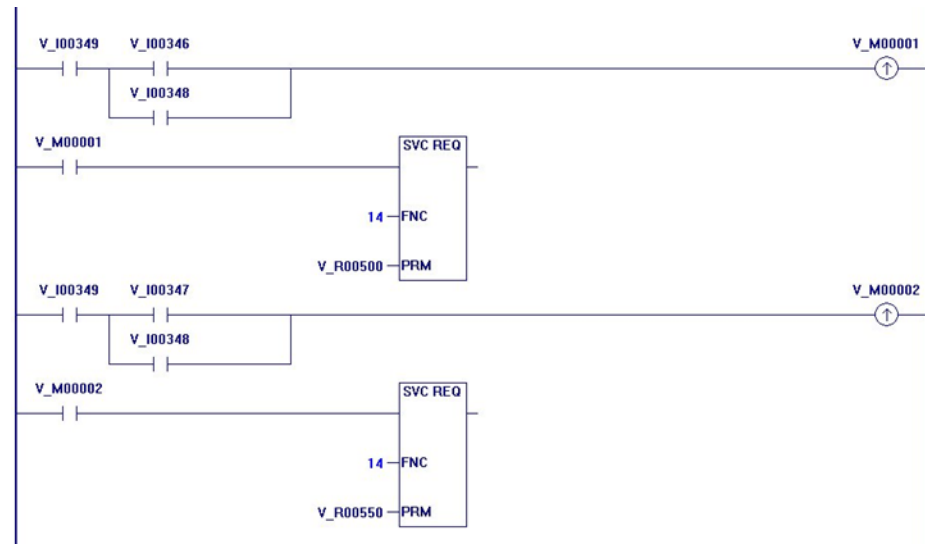 V_I00349 V_I00346 V_M00001
V_I00348
V_M00001 SVC REQ
14 FNC
V_R00500 PRM
V_I00349 V_I00347 V_M00002
V_I00348
V_M00002 SVC REQ
14 FNC
V_R00550 PRM